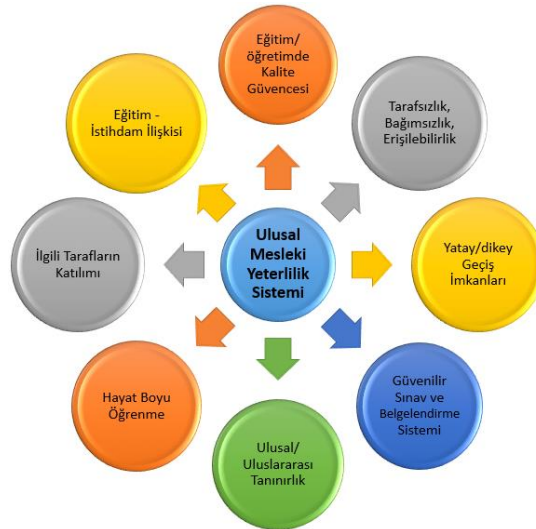 Eğitim/
öğretimde
Kalite
Güvencesi
Tarafsızlık,
Bağımsızlık,
Erişilebilirlik
Yatay/dikey
Geçiş
İmkanları
Güvenilir
Sınav ve
Belgelendirme
Sistemi
Ulusal/
Uluslararası
Tanınırlık
Hayat Boyu
Öğrenme
İlgili Tarafların
Katılımı
Eğitim -
İstihdam İlişkisi
Ulusal
Mesleki
Yeterlilik
Sistemi